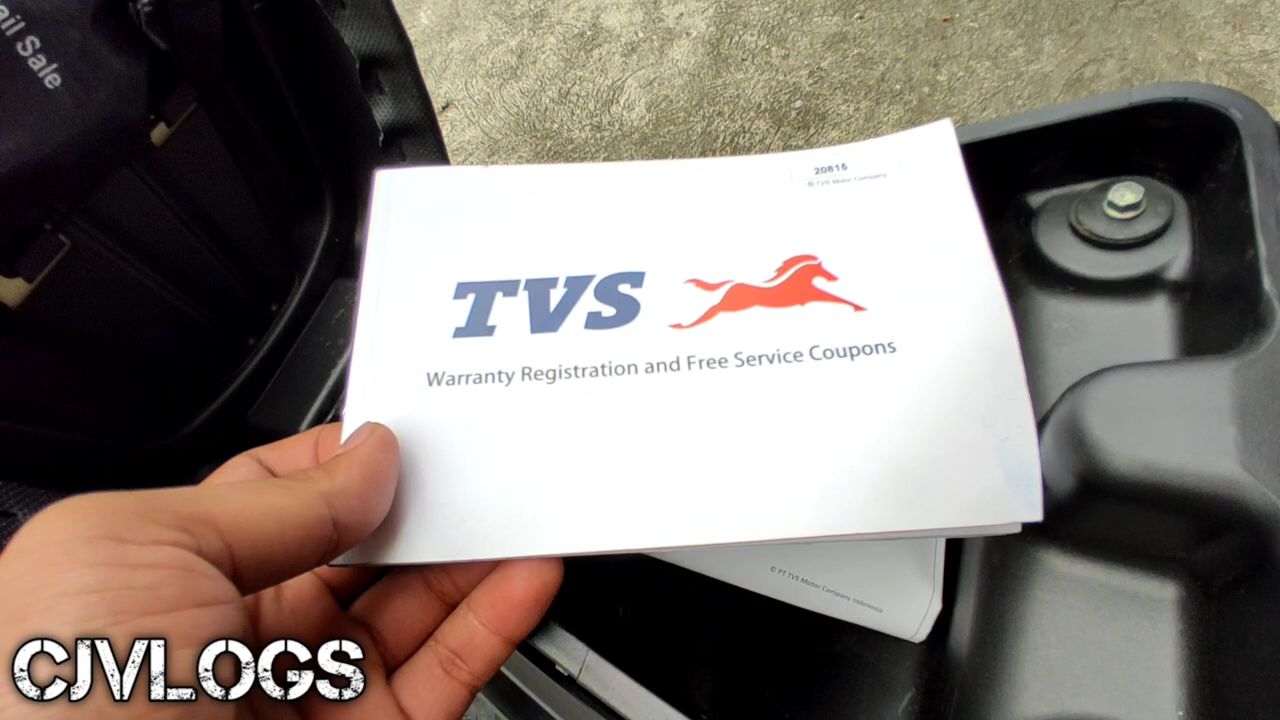 ail Sale
20815
© TVS Motor Company
TVS
Warranty Registration and Free Service Coupons
© PT TVS Motor Company Indonesia
CJVLOGS